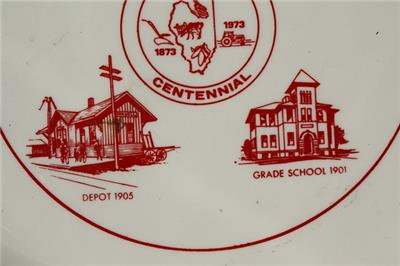 1873
1973
CENTENNIAL
DEPOT 1905
GRADE SCHOOL 1901